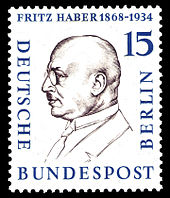 FRITZ HABER 1868-1934
15
DEUTSCHE
BUNDESPOST
BERLIN